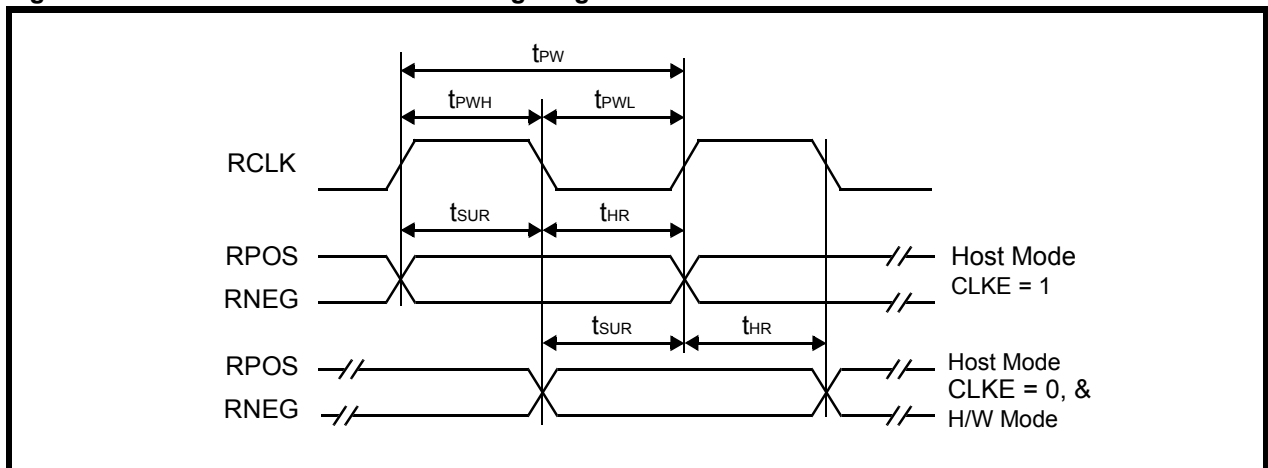 tPW
tPWH tPWL
RCLK
tSUR tHR
RPOS
RNEG
Host Mode
CLKE = 1
tSUR tHR
RPOS
RNEG
Host Mode
CLKE = 0, &
H/W Mode